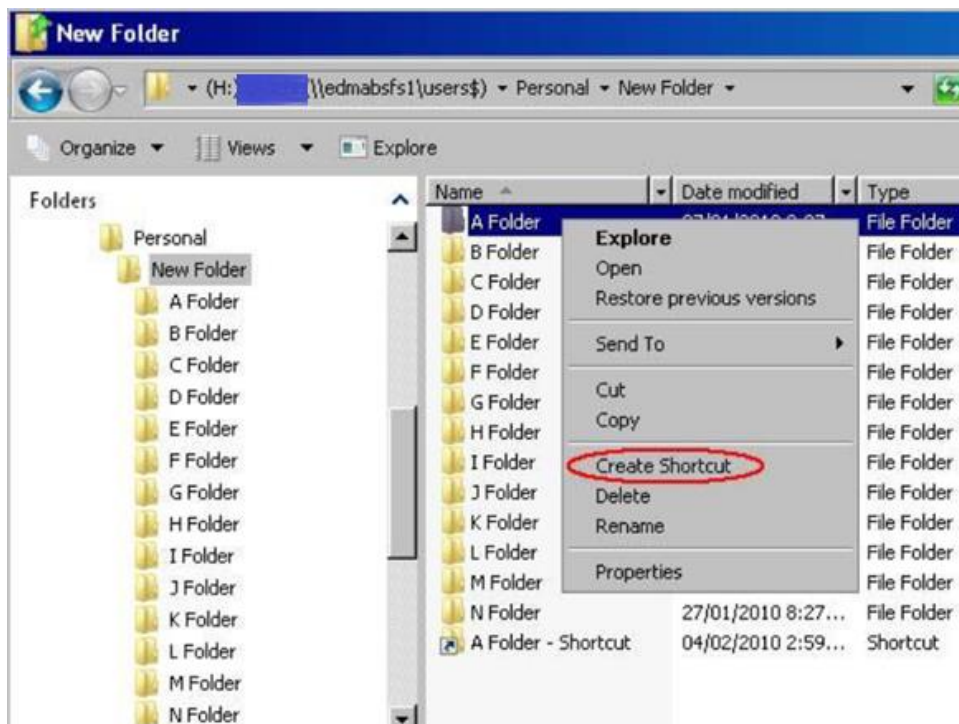 New Folder
(H:) (\\edmabsfs1\users$) Personal New Folder
Organize Views Explore
Folders
Personal
New Folder
A Folder
B Folder
C Folder
D Folder
E Folder
F Folder
G Folder
H Folder
I Folder
J Folder
K Folder
L Folder
M Folder
N Folder
Name Date modified Type
A Folder File Folder
B Folder File Folder
C Folder File Folder
D Folder File Folder
E Folder File Folder
F Folder File Folder
G Folder File Folder
H Folder File Folder
I Folder File Folder
J Folder File Folder
K Folder File Folder
L Folder File Folder
M Folder File Folder
N Folder 27/01/2010 8:27... File Folder
A Folder - Shortcut 04/02/2010 2:59... Shortcut
Explore
Open
Restore previous versions
Send To
Cut
Copy
Create Shortcut
Delete
Rename
Properties